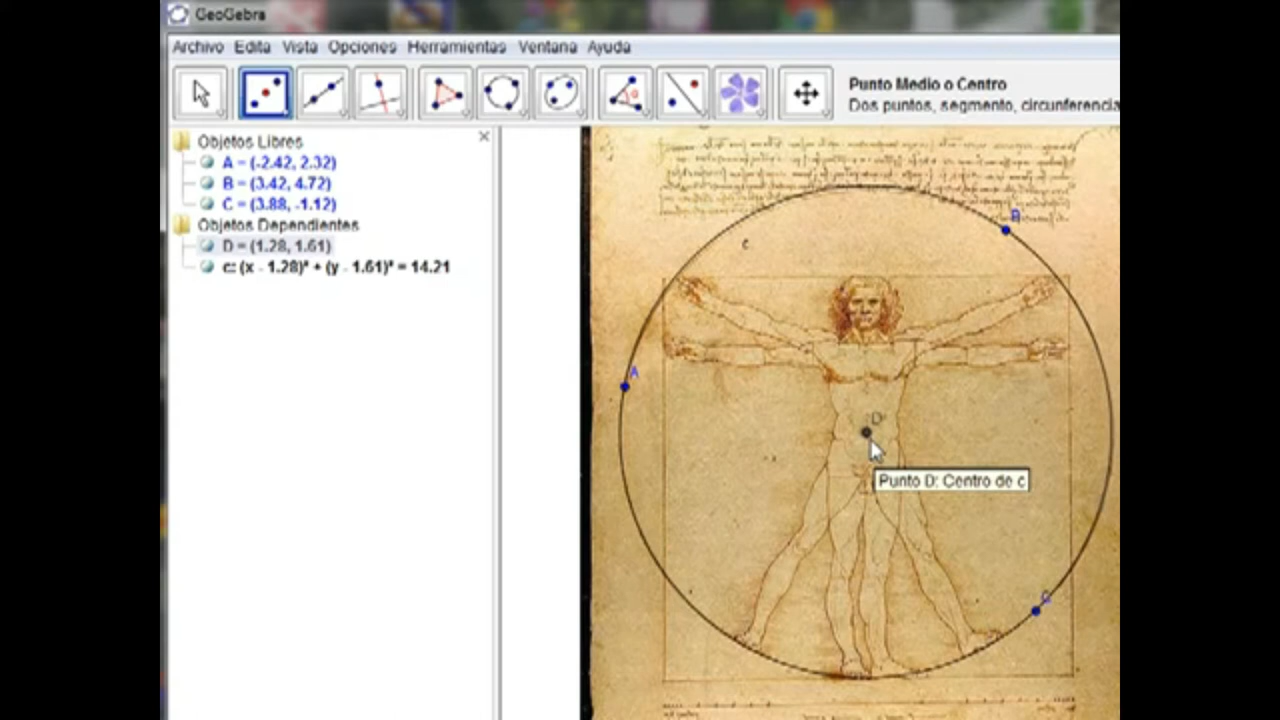 GeoGebra
Archivo Edita Vista Opciones Herramientas Ventana Ayuda
Punto Medio o Centro
Dos puntos, segmento, circunferencia
Objetos Libres
A = (-2.42, 2.32)
B = (3.42, 4.72)
C = (3.88, -1.12)
Objetos Dependientes
D = (1.28, 1.61)
c: (x - 1.28)² + (y - 1.61)² = 14.21
B
c
A
D
Punto D: Centro de c
C